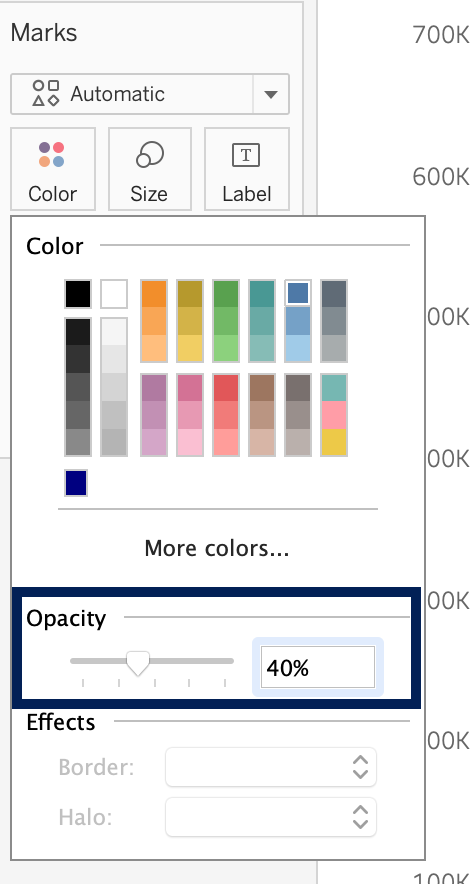 Marks
700K
Automatic
T
600K
Color Size Label
Color
00K
00K
More colors...
00K
Opacity
40%
Effects
00K
Border:
Halo:
100K